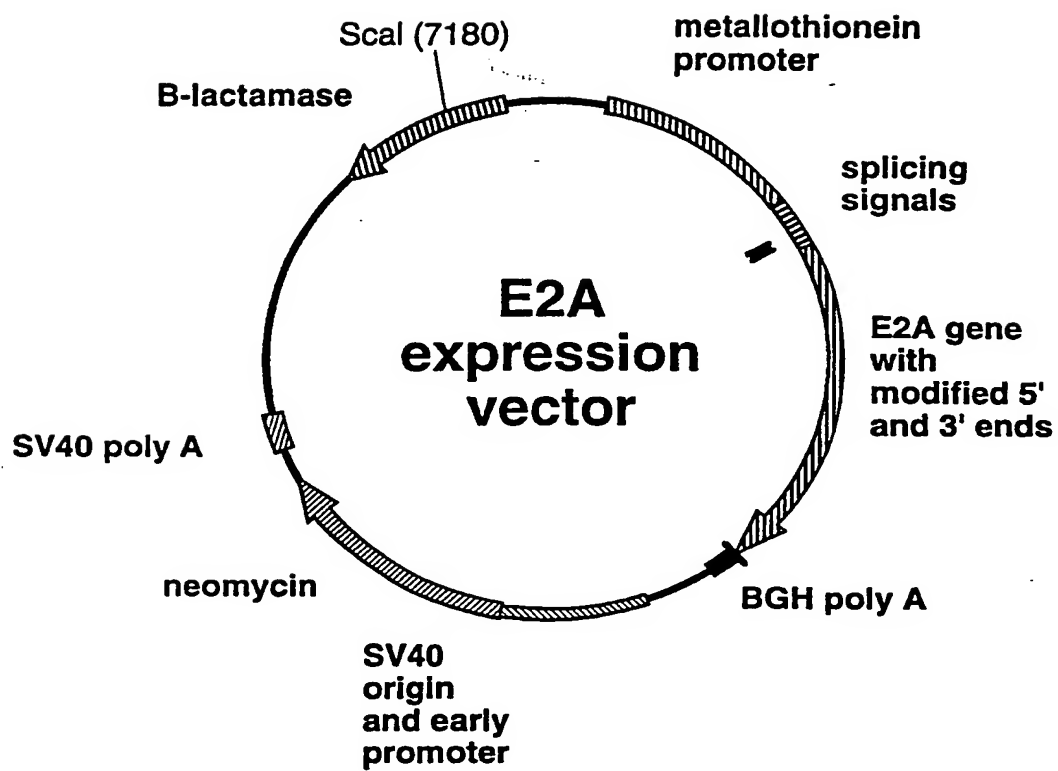 ScaI (7180)
metallothionein
promoter
B-lactamase
splicing
signals
E2A
expression
vector
E2A gene
with
modified 5'
and 3' ends
SV40 poly A
neomycin
BGH poly A
SV40
origin
and early
promoter